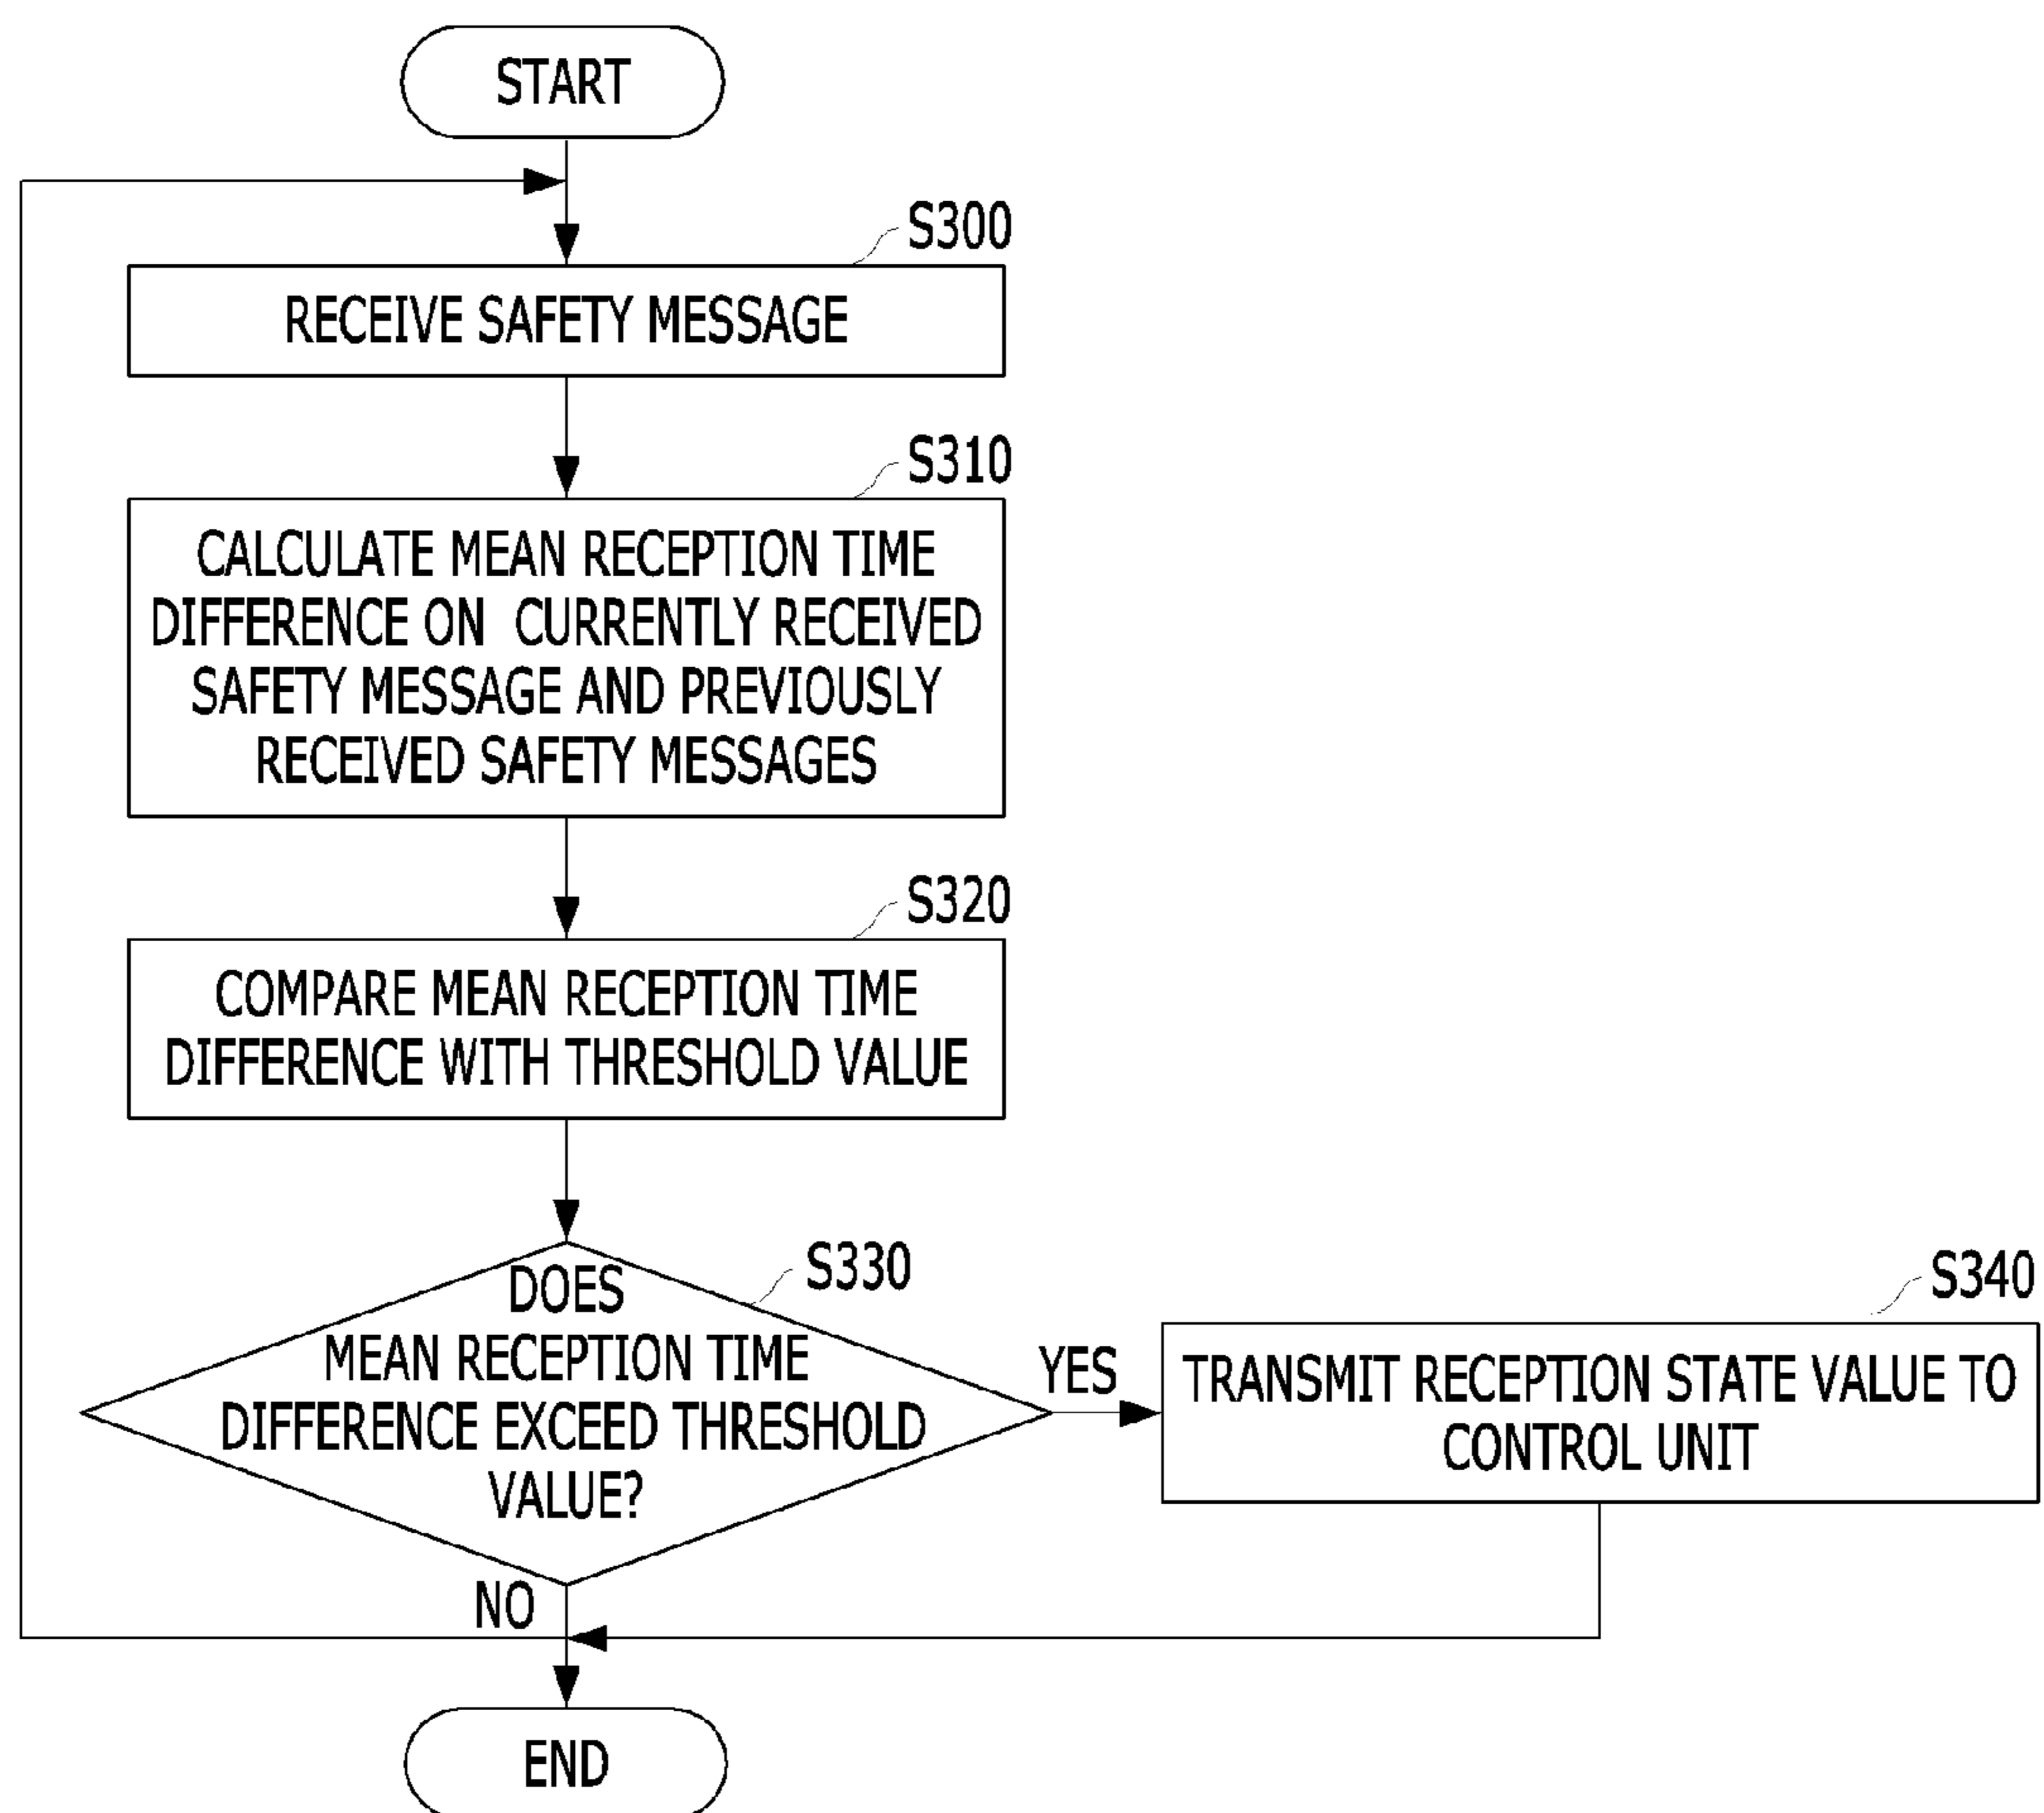 START
S300
RECEIVE SAFETY MESSAGE
S310
CALCULATE MEAN RECEPTION TIME
DIFFERENCE ON CURRENTLY RECEIVED
SAFETY MESSAGE AND PREVIOUSLY
RECEIVED SAFETY MESSAGES
S320
COMPARE MEAN RECEPTION TIME
DIFFERENCE WITH THRESHOLD VALUE
S330
DOES
MEAN RECEPTION TIME
DIFFERENCE EXCEED THRESHOLD
VALUE?
YES
S340
TRANSMIT RECEPTION STATE VALUE TO
CONTROL UNIT
NO
END